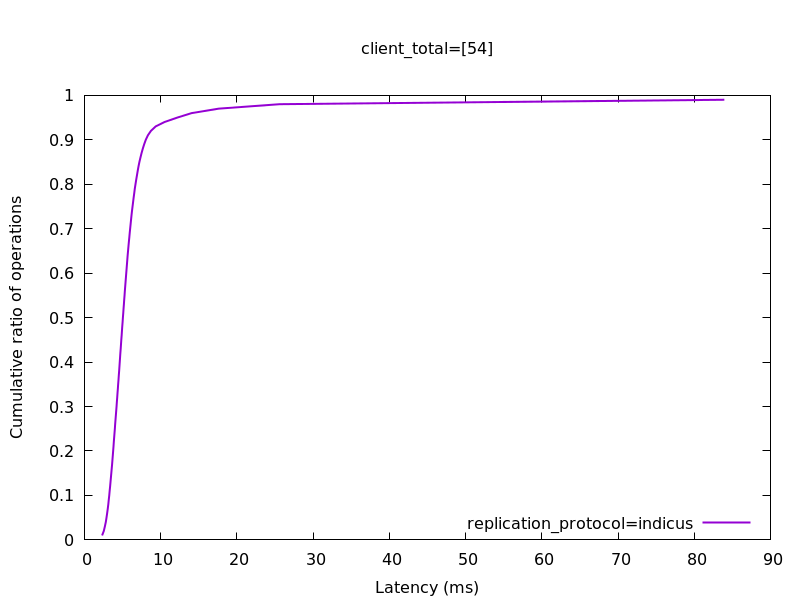 client_total=[54]
1
0.9
0.8
0.7
0.6
0.5
0.4
0.3
0.2
0.1
0
Cumulative ratio of operations
replication_protocol=indicus
0 10 20 30 40 50 60 70 80 90
Latency (ms)